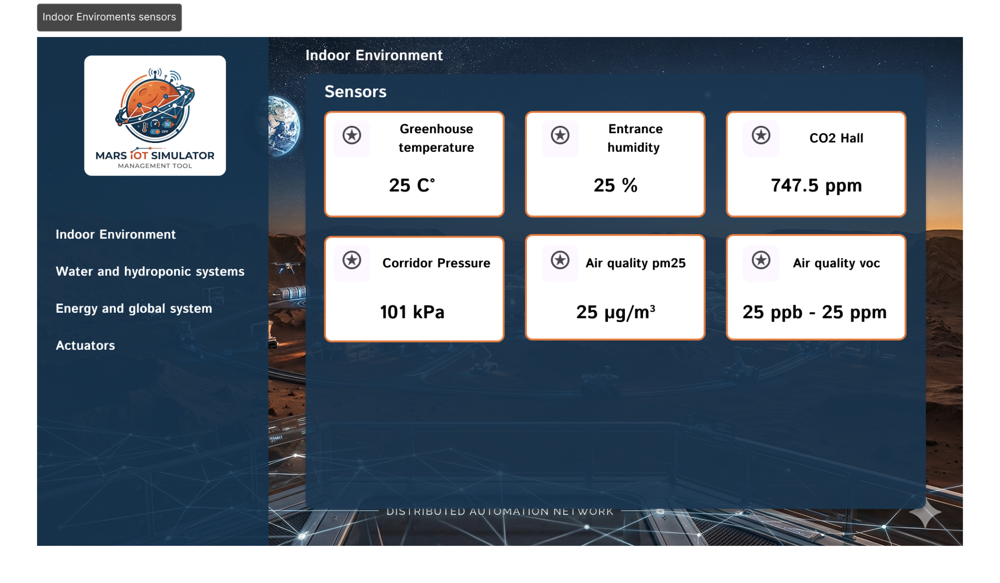 Indoor Enviroments sensors
MARS iOT SIMULATOR
MANAGEMENT TOOL
OFF
Indoor Environment
Water and hydroponic systems
Energy and global system
Actuators
Indoor Environment
Sensors
Greenhouse
temperature
25 C°
Entrance
humidity
25 %
CO2 Hall
747.5 ppm
Corridor Pressure
101 kPa
Air quality pm25
25 µg/m³
Air quality voc
25 ppb - 25 ppm
DISTRIBUTED AUTOMATION NETWORK